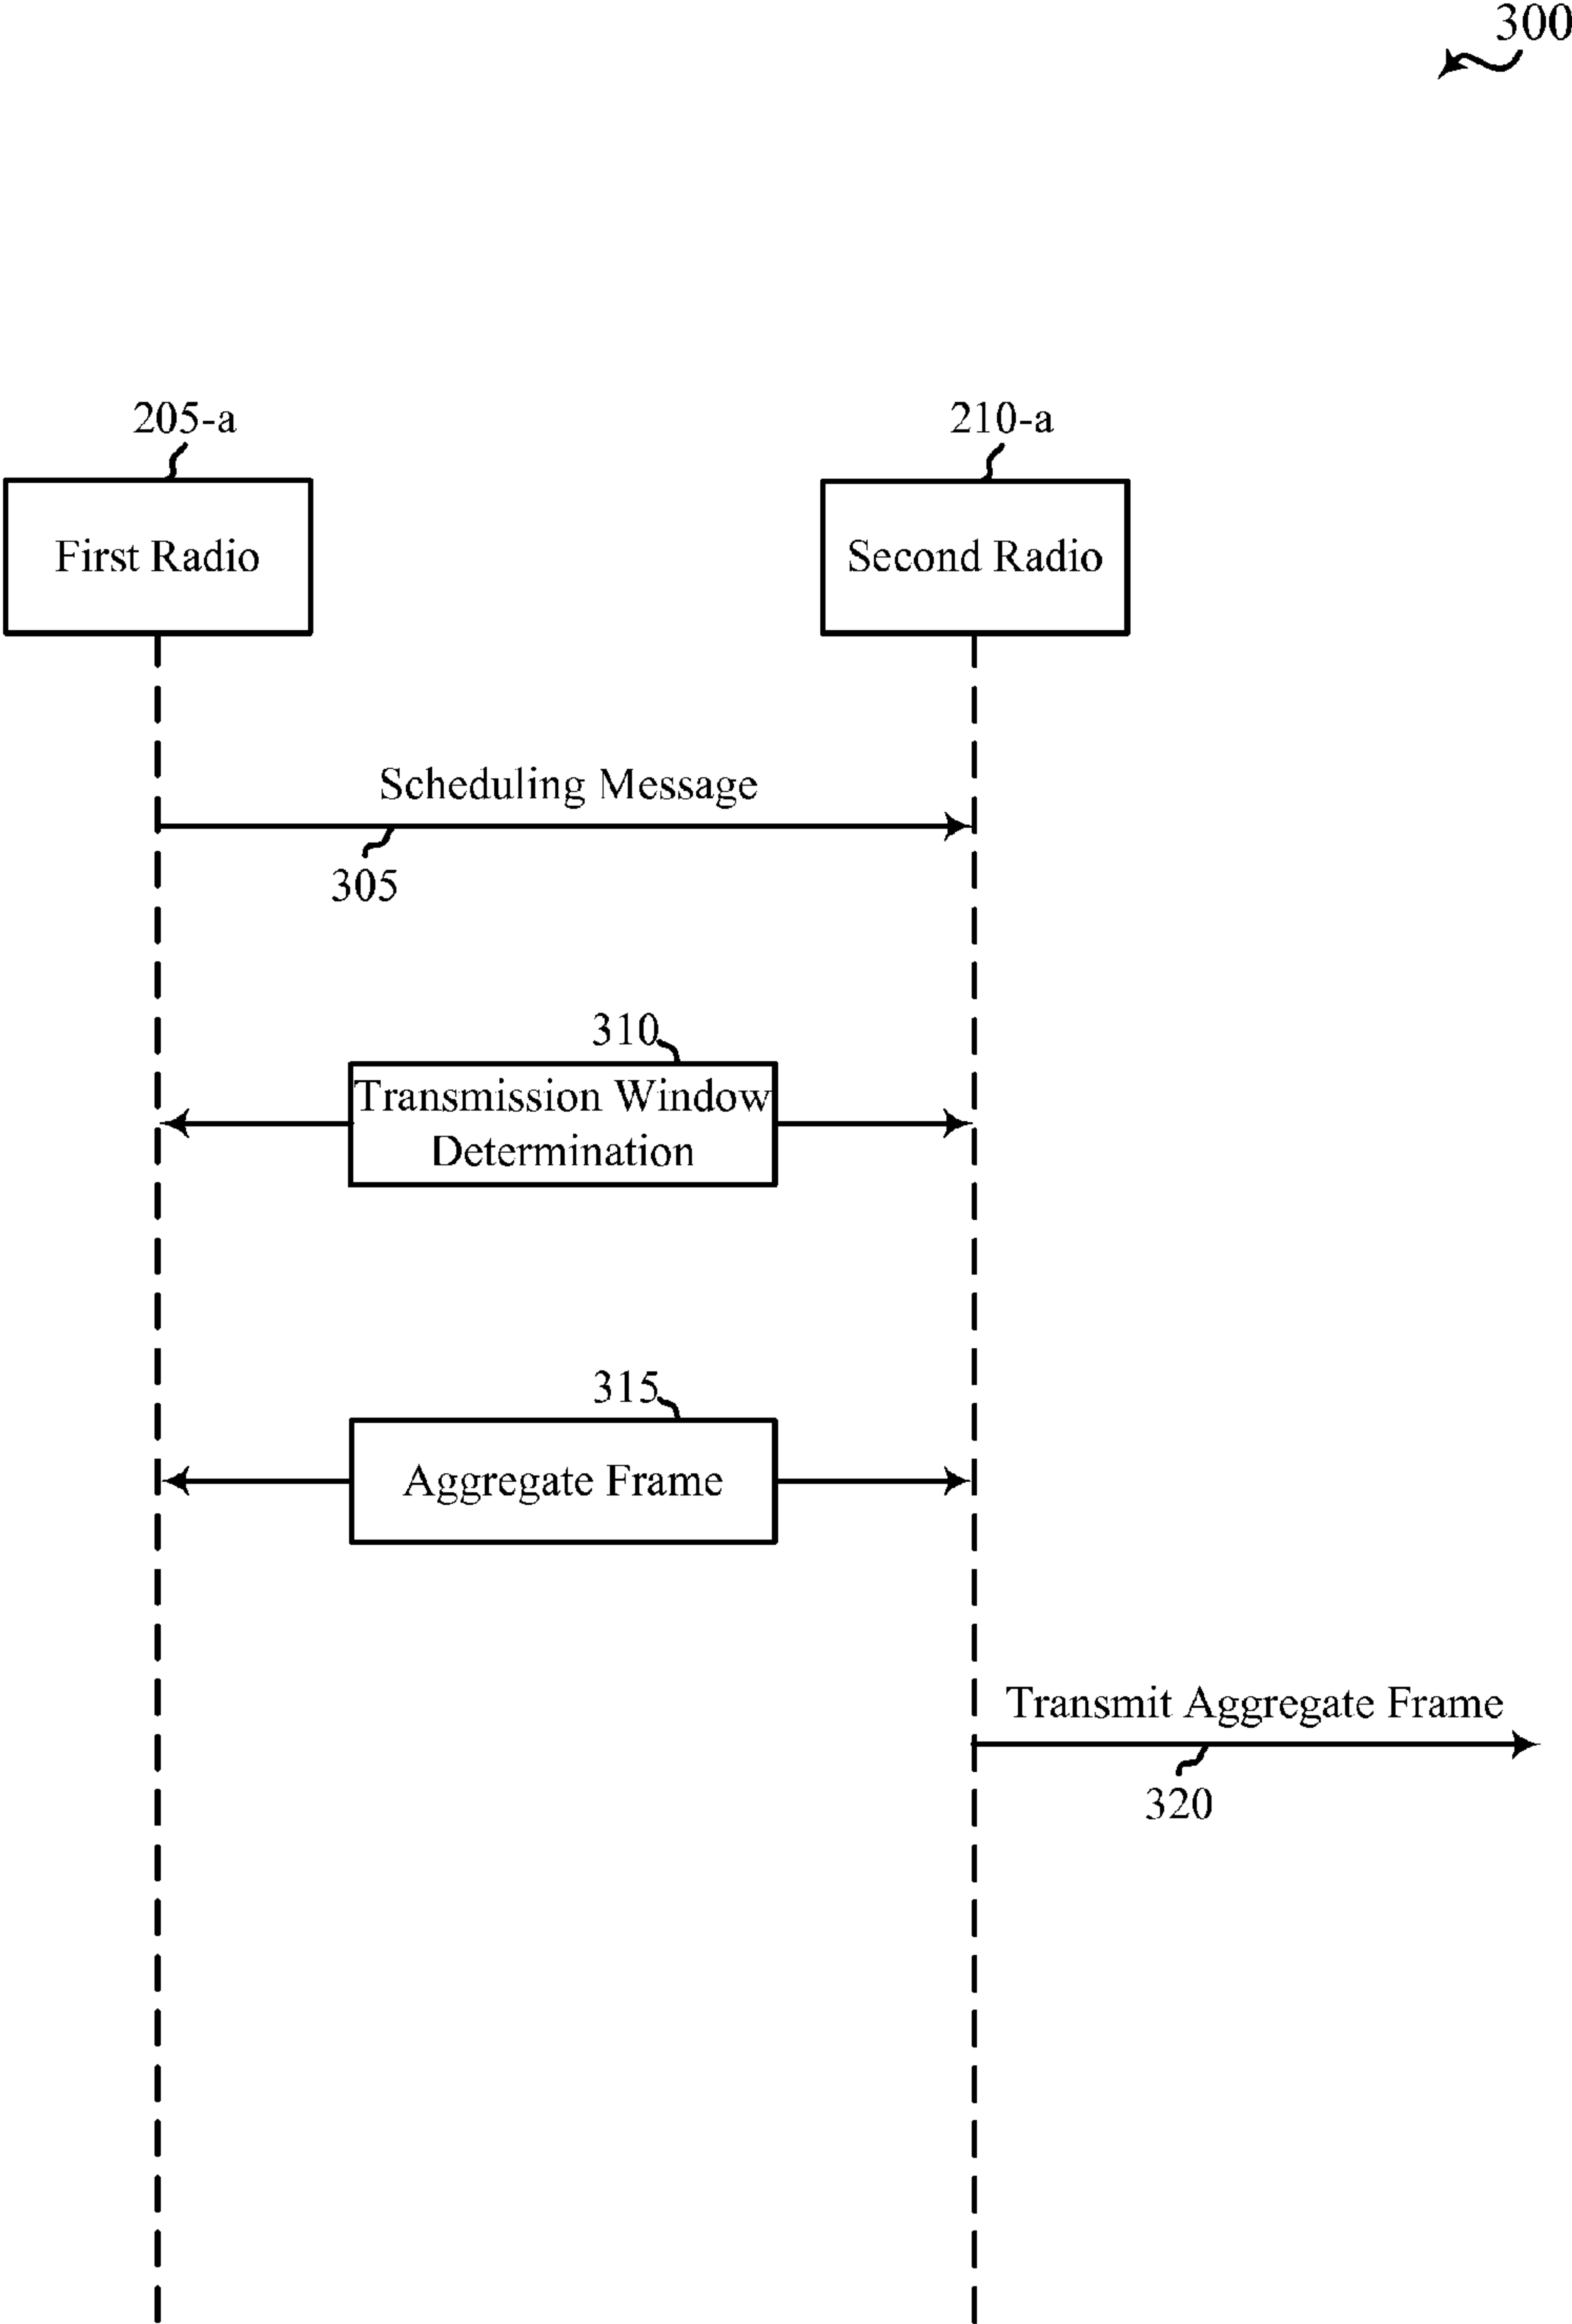 300
205-a
210-a
First Radio
Second Radio
Scheduling Message
305
310
Transmission Window
Determination
315
Aggregate Frame
Transmit Aggregate Frame
320